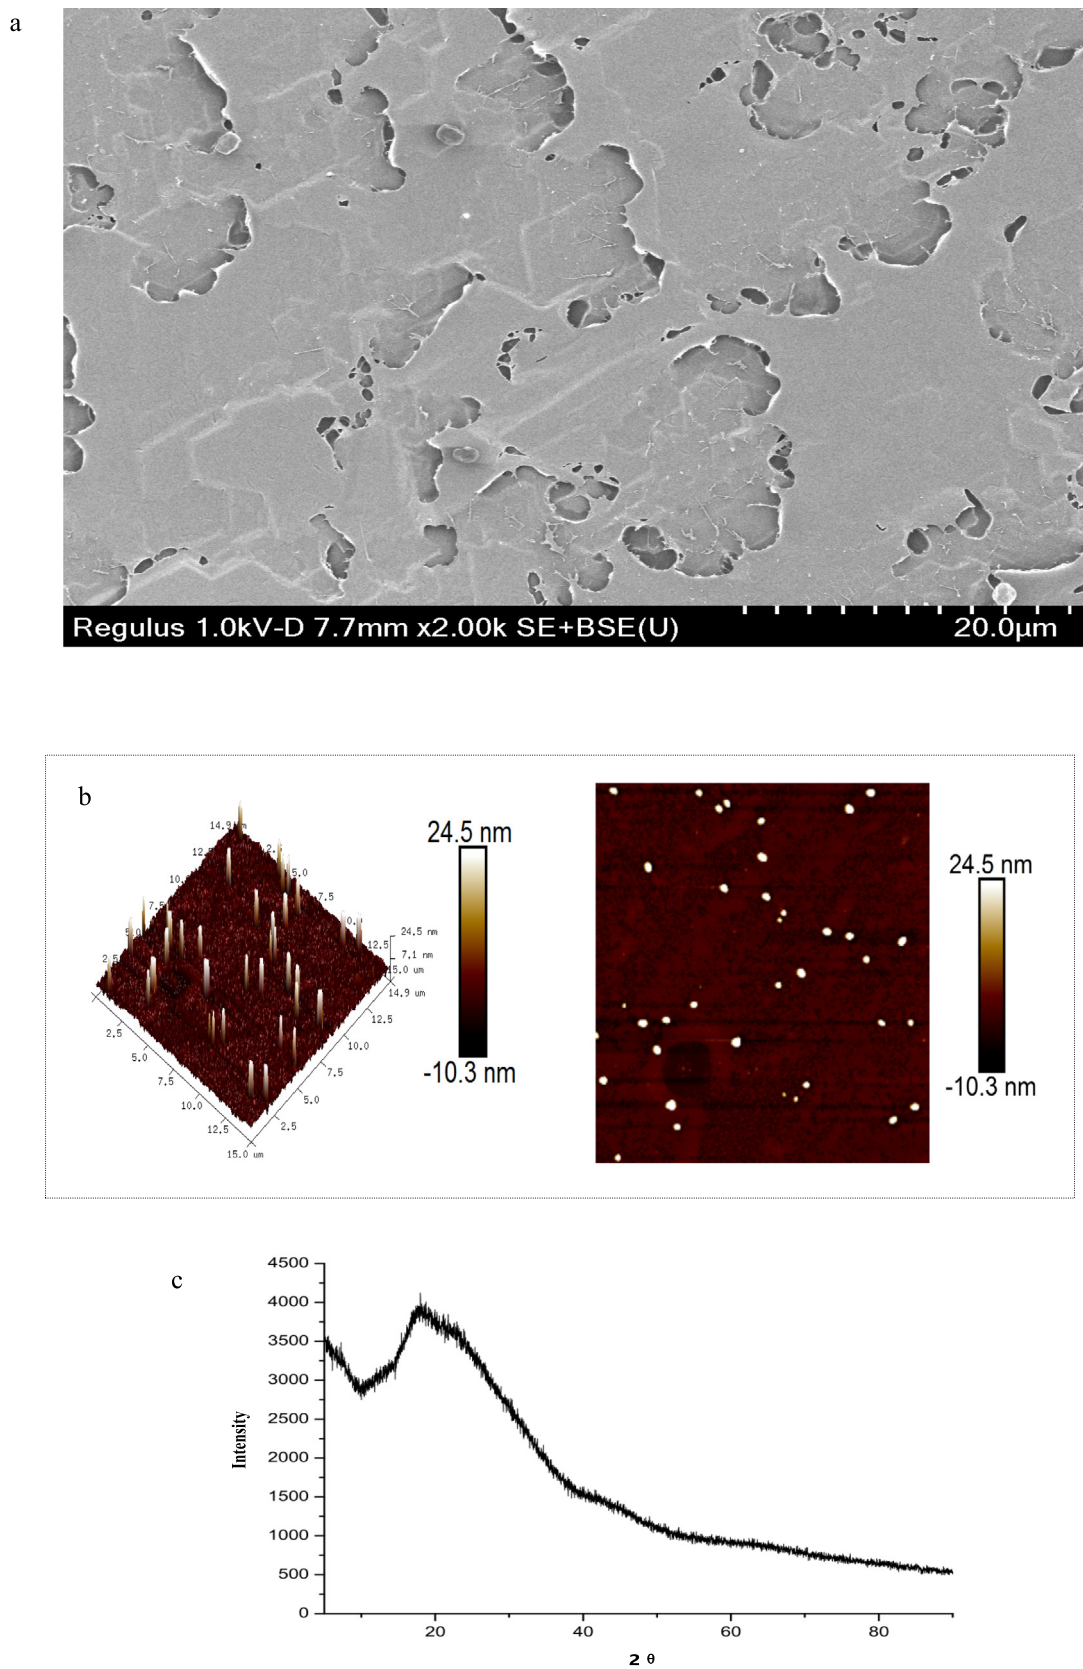 a
Regulus 1.0kV-D 7.7mm x2.00k SE+BSE(U) 20.0µm
b
24.5 nm
-10.3 nm
14.9
12.5
10.0
7.5
5.0
7.5
12.5
24.5 nm
7.1 nm
15.0 um
14.9 um
12.5
10.0
7.5
5.0
2.5
2.5
5.0
7.5
10.0
12.5
15.0 um
24.5 nm
-10.3 nm
c
4500
4000
3500
3000
2500
2000
1500
1000
500
0
Intensity
20
40
60
80
2 θ